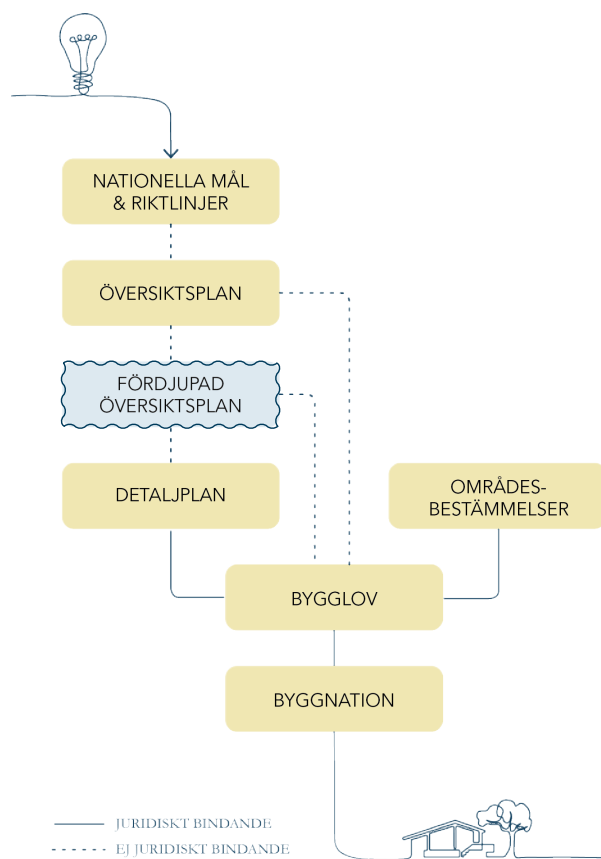 NATIONELLA MÅL
& RIKTLINJER
ÖVERSIKTSPLAN
FÖRDJUPAD
ÖVERSIKTSPLAN
DETALJPLAN
OMRÅDES-
BESTÄMMELSER
BYGGLOV
BYGGNATION
JURIDISKT BINDANDE
EJ JURIDISKT BINDANDE